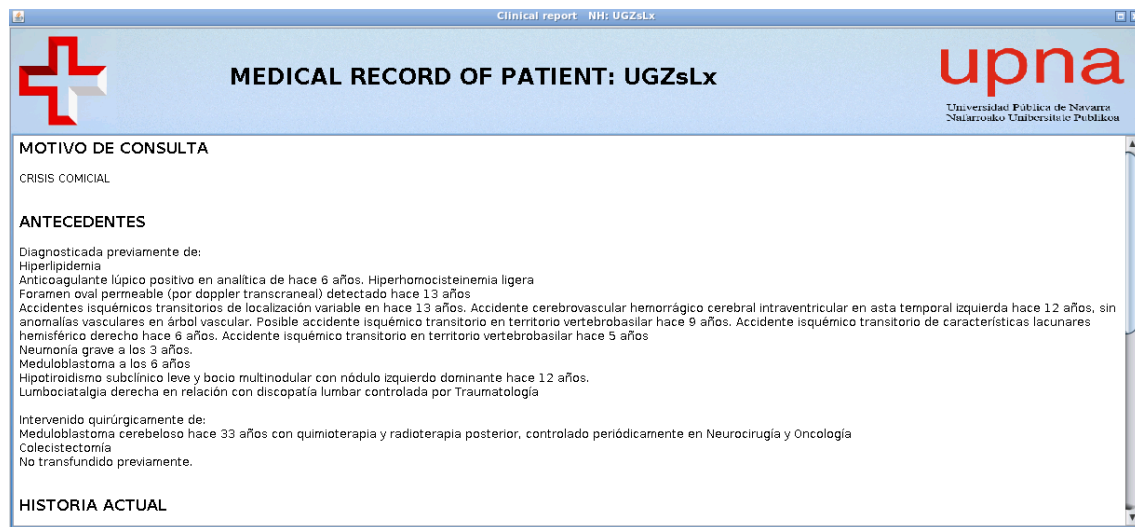 Clinical report NH: UGZsLx
MEDICAL RECORD OF PATIENT: UGZsLx
upna
Universidad Pública de Navarra
Nafarroako Unibersitate Publikoa
MOTIVO DE CONSULTA
CRISIS COMICIAL
ANTECEDENTES
Diagnosticada previamente de:
Hiperlipidemia
Anticoagulante lúpico positivo en analítica de hace 6 años. Hiperhomocisteinemia ligera
Foramen oval permeable (por doppler transcraneal) detectado hace 13 años
Accidentes isquémicos transitorios de localización variable en hace 13 años. Accidente cerebrovascular hemorrágico cerebral intraventricular en asta temporal izquierda hace 12 años, sin
anomalías vasculares en árbol vascular. Posible accidente isquémico transitorio en territorio vertebrobasilar hace 9 años. Accidente isquémico transitorio de características lacunares
hemisférico derecho hace 6 años. Accidente isquémico transitorio en territorio vertebrobasilar hace 5 años
Neumonía grave a los 3 años.
Meduloblastoma a los 6 años
Hipotiroidismo subclínico leve y bocio multinodular con nódulo izquierdo dominante hace 12 años.
Lumbociatalgia derecha en relación con discopatía lumbar controlada por Traumatología
Intervenido quirúrgicamente de:
Meduloblastoma cerebeloso hace 33 años con quimioterapia y radioterapia posterior, controlado periódicamente en Neurocirugía y Oncología
Colecistectomía
No transfundido previamente.
HISTORIA ACTUAL